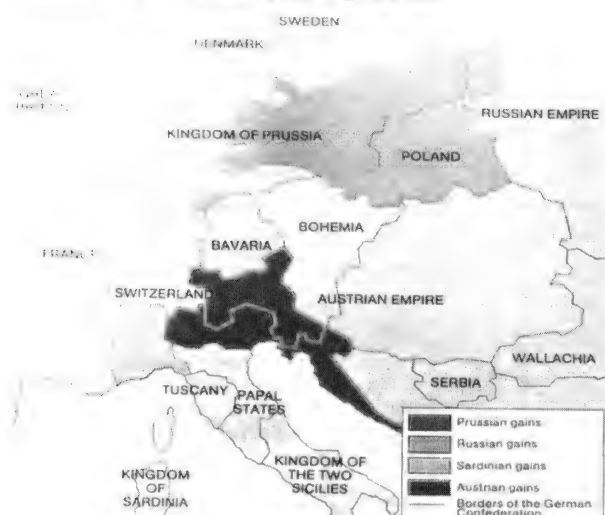 SWEDEN
DENMARK
RUSSIAN EMPIRE
KINGDOM OF PRUSSIA
POLAND
BOHEMIA
BAVARIA
FRANCE
SWITZERLAND
AUSTRIAN EMPIRE
WALLACHIA
SERBIA
TUSCANY
PAPAL
STATES
KINGDOM OF
THE TWO
SICILIES
KINGDOM
OF
SARDINIA
Prussian gains
Russian gains
Sardinian gains
Austrian gains
Borders of the German
Confederation